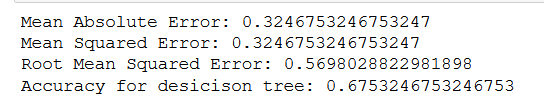 Mean Absolute Error: 0.3246753246753247
Mean Squared Error: 0.3246753246753247
Root Mean Squared Error: 0.5698028822981898
Accuracy for desicison tree: 0.6753246753246753